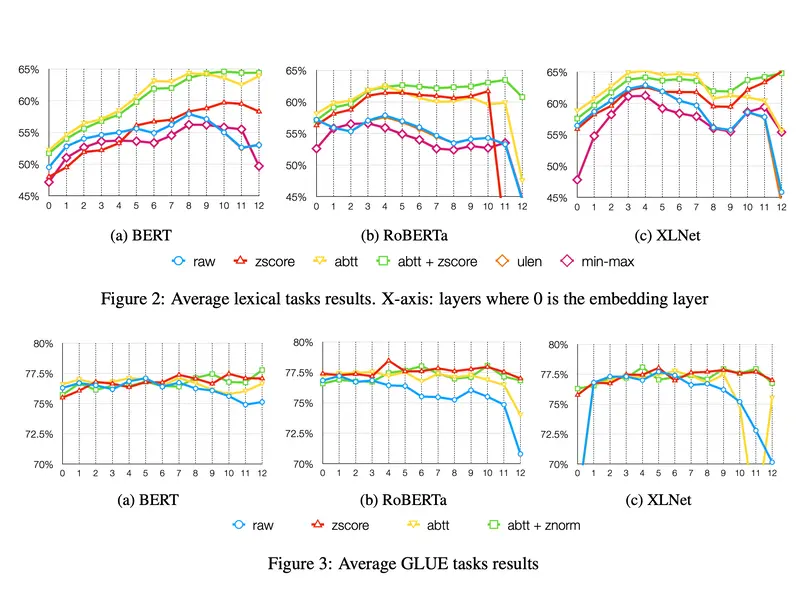 65%
60%
55%
50%
45%
0 1 2 3 4 5 6 7 8 9 10 11 12
65%
60%
55%
50%
45%
0 1 2 3 4 5 6 7 8 9 10 11 12
65%
60%
55%
50%
45%
0 1 2 3 4 5 6 7 8 9 10 11 12
(a) BERT
(b) RoBERTa
(c) XLNet
raw zscore abtt abtt + zscore ulen min-max
Figure 2: Average lexical tasks results. X-axis: layers where 0 is the embedding layer
80%
77.5%
75%
72.5%
70%
0 1 2 3 4 5 6 7 8 9 10 11 12
80%
77.5%
75%
72.5%
70%
0 1 2 3 4 5 6 7 8 9 10 11 12
80%
77.5%
75%
72.5%
70%
0 1 2 3 4 5 6 7 8 9 10 11 12
(a) BERT
(b) RoBERTa
(c) XLNet
raw zscore abtt abtt + znorm
Figure 3: Average GLUE tasks results